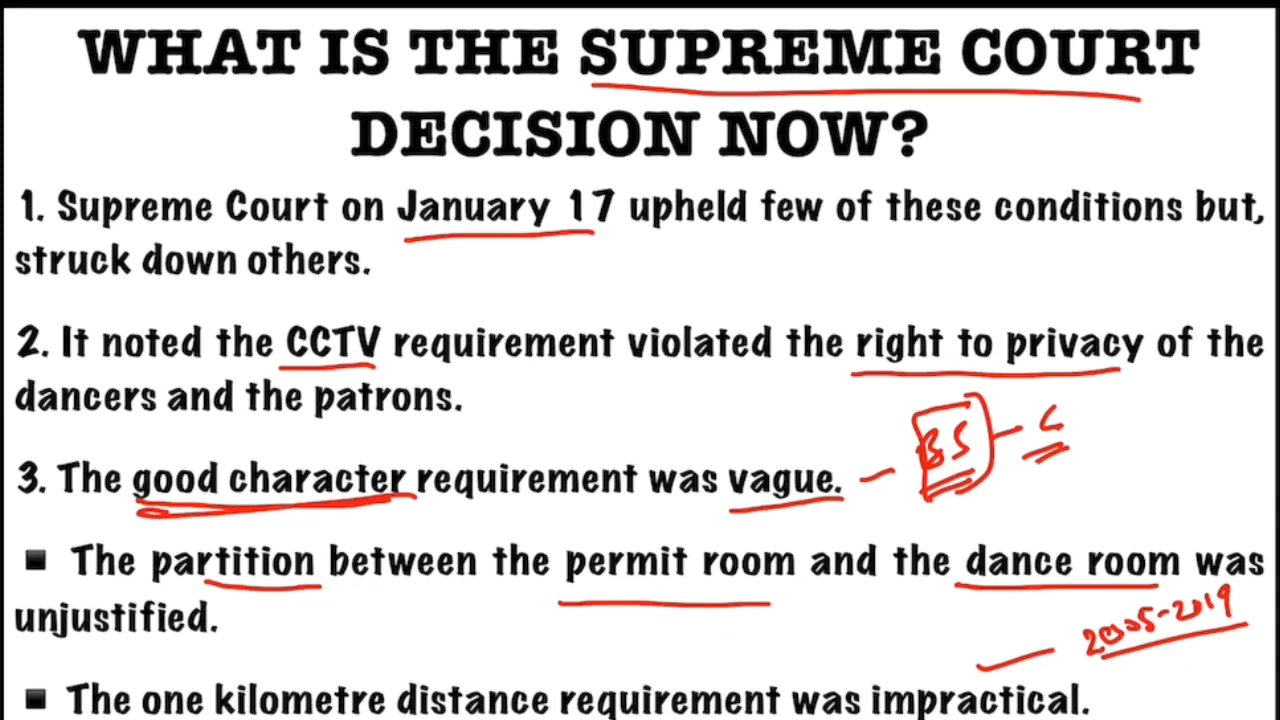 WHAT IS THE SUPREME COURT
DECISION NOW?
1. Supreme Court on January 17 upheld few of these conditions but,
struck down others.
2. It noted the CCTV requirement violated the right to privacy of the
dancers and the patrons.
BS
3. The good character requirement was vague.
▪ The partition between the permit room and the dance room was
unjustified.
2005-2019
▪ The one kilometre distance requirement was impractical.